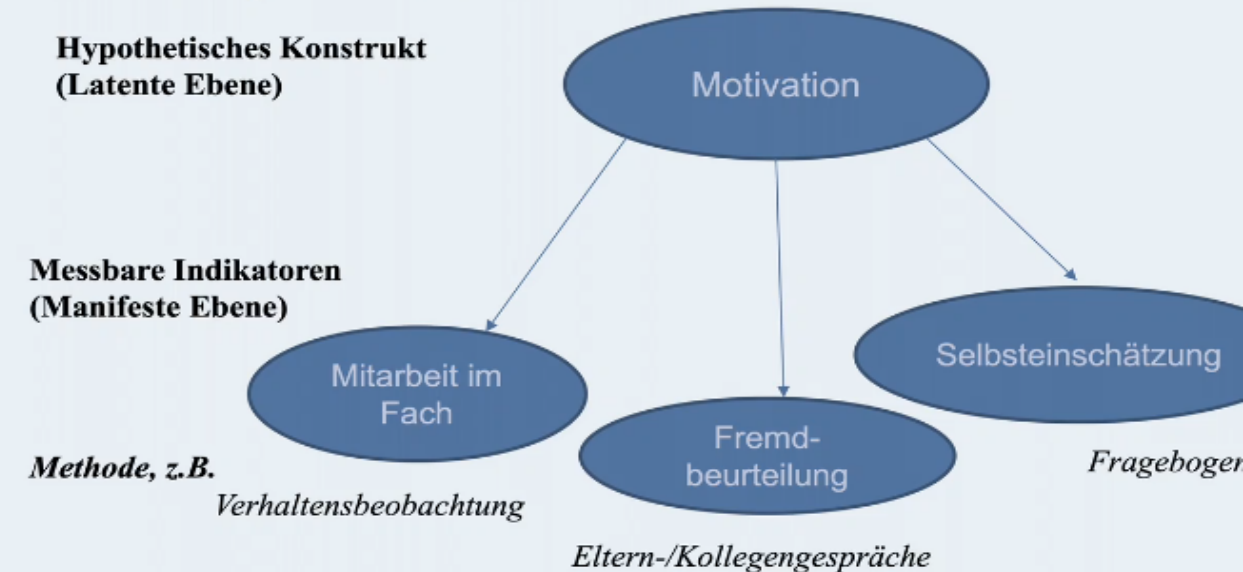 Hypothetisches Konstrukt
(Latente Ebene)
Motivation
Messbare Indikatoren
(Manifeste Ebene)
Mitarbeit im
Fach
Fremd-
beurteilung
Selbsteinschätzung
Methode, z.B.
Verhaltensbeobachtung
Eltern-/Kollegengespräche
Fragebogen